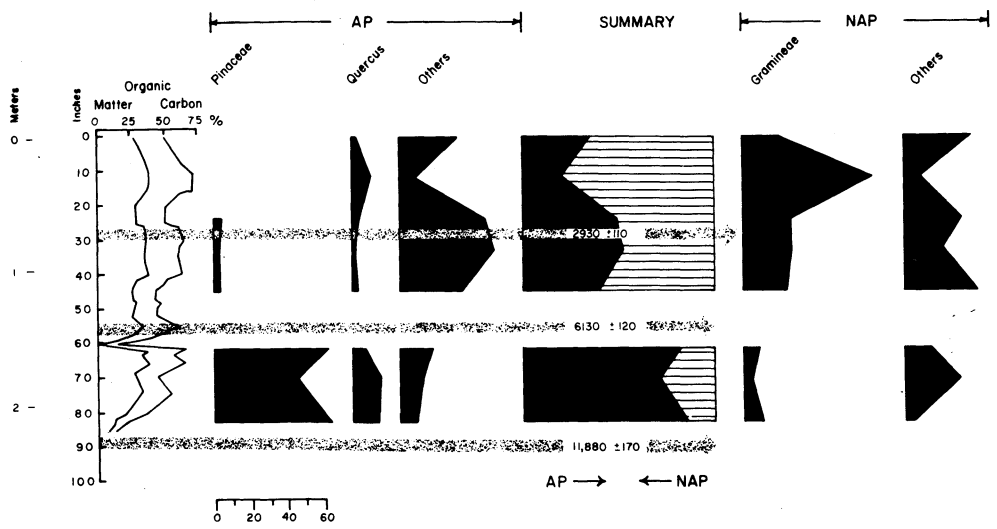 AP SUMMARY NAP
Pinaceae
Quercus
Others
Gramineae
Others
Meters
Inches
Organic
Matter Carbon
0 25 50 75 %
0
10
20
30
40
50
60
70
80
90
100
0
1
2
2930 ±110
6130 ±120
11,880 ±170
AP NAP
0 20 40 60